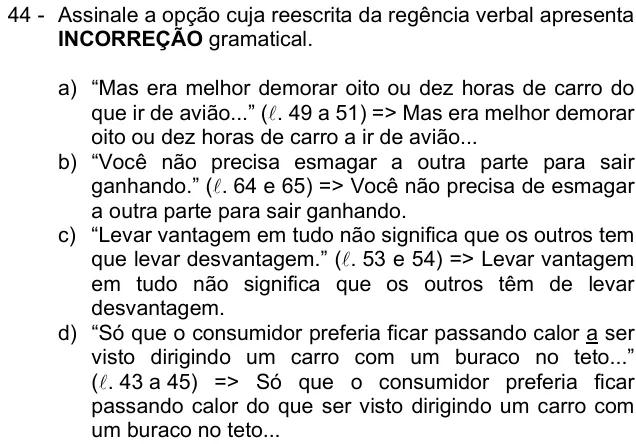 44 - Assinale a opção cuja reescrita da regência verbal apresenta
INCORREÇÃO gramatical.
a) “Mas era melhor demorar oito ou dez horas de carro do
que ir de avião...” (ℓ. 49 a 51) => Mas era melhor demorar
oito ou dez horas de carro a ir de avião...
b) “Você não precisa esmagar a outra parte para sair
ganhando.” (ℓ. 64 e 65) => Você não precisa de esmagar
a outra parte para sair ganhando.
c) “Levar vantagem em tudo não significa que os outros tem
que levar desvantagem.” (ℓ. 53 e 54) => Levar vantagem
em tudo não significa que os outros têm de levar
desvantagem.
d) “Só que o consumidor preferia ficar passando calor a ser
visto dirigindo um carro com um buraco no teto...”
(ℓ. 43 a 45) => Só que o consumidor preferia ficar
passando calor do que ser visto dirigindo um carro com
um buraco no teto...